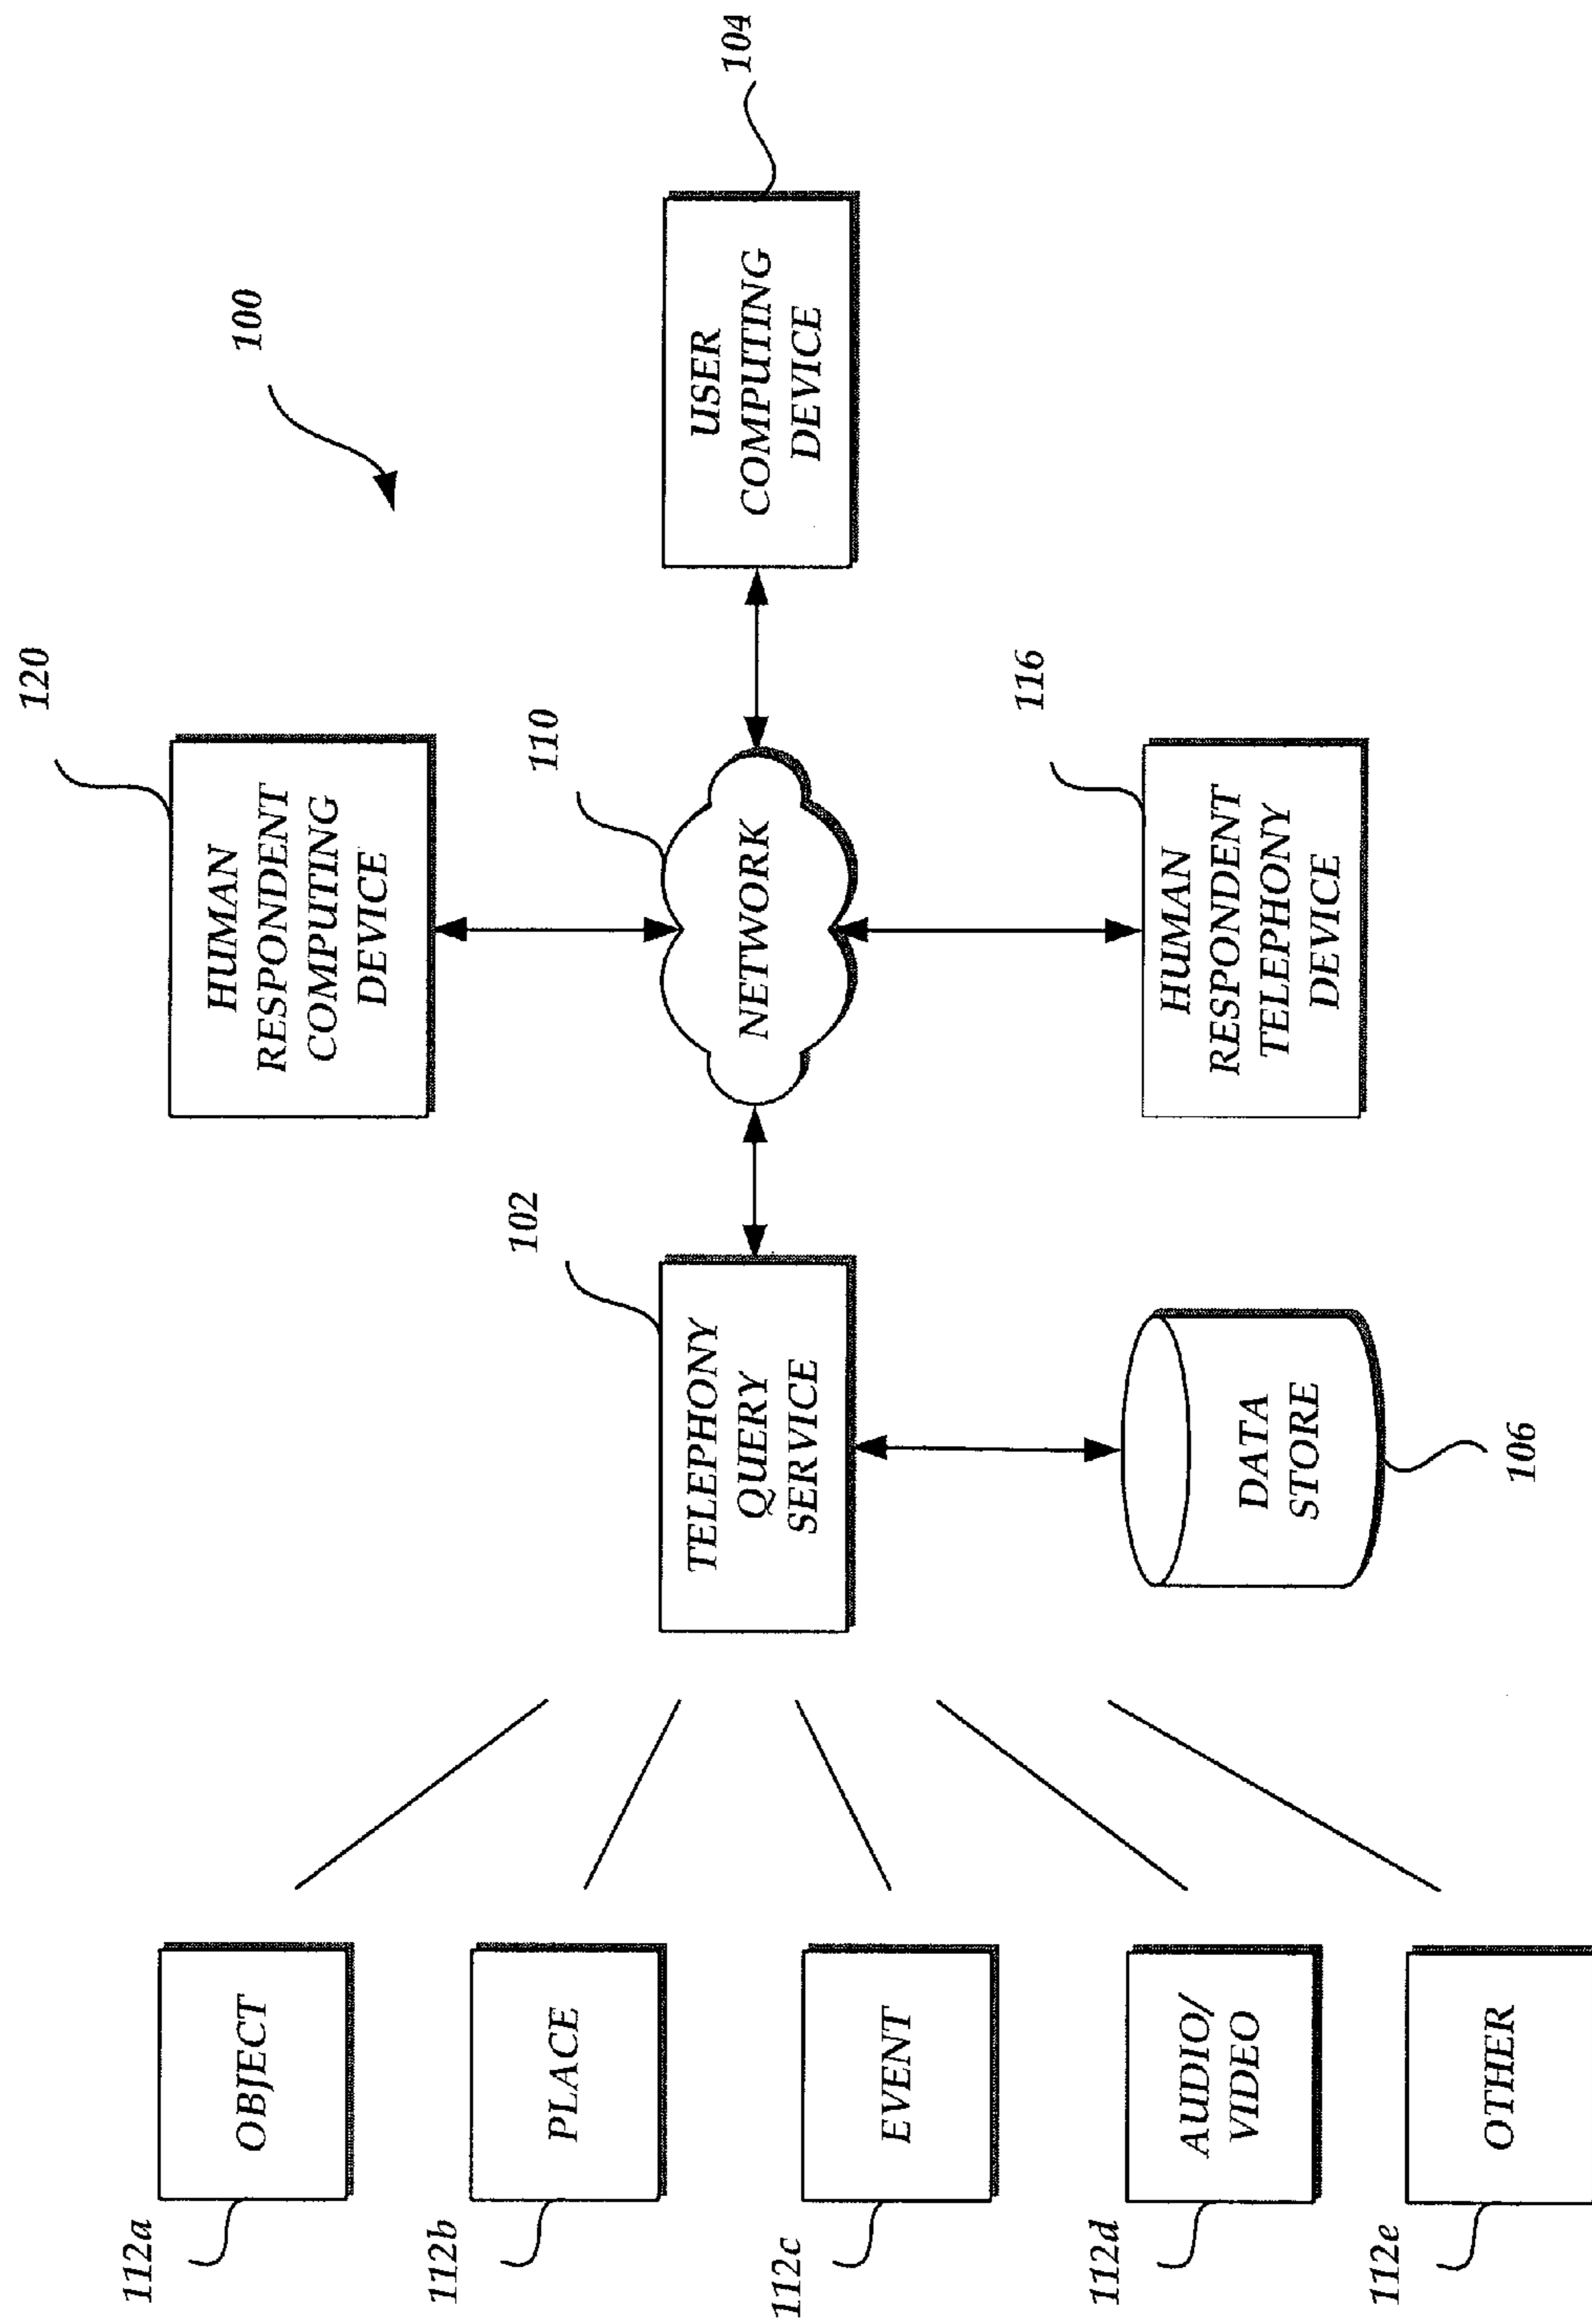 100
120
HUMAN
RESPONDENT
COMPUTING
DEVICE
112a
OBJECT
112b
PLACE
112c
EVENT
112d
AUDIO/
VIDEO
112e
OTHER
102
TELEPHONY
QUERY
SERVICE
110
NETWORK
104
USER
COMPUTING
DEVICE
106
DATA
STORE
116
HUMAN
RESPONDENT
TELEPHONY
DEVICE